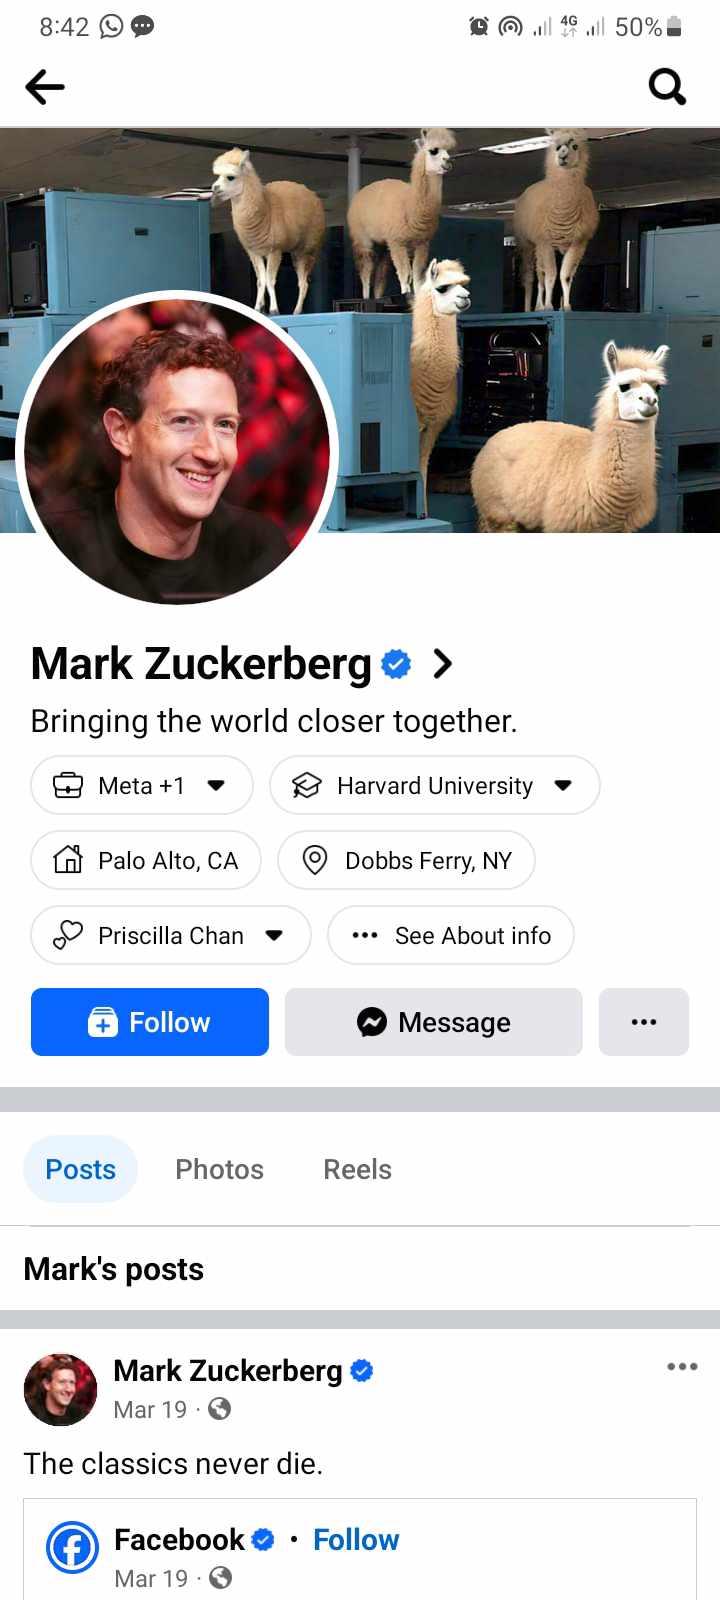 8:42 4G 50%
Mark Zuckerberg
Bringing the world closer together.
Meta +1 Harvard University
Palo Alto, CA Dobbs Ferry, NY
Priscilla Chan See About info
Follow Message
Posts Photos Reels
Mark's posts
Mark Zuckerberg
Mar 19 ·
The classics never die.
Facebook • Follow
Mar 19 ·